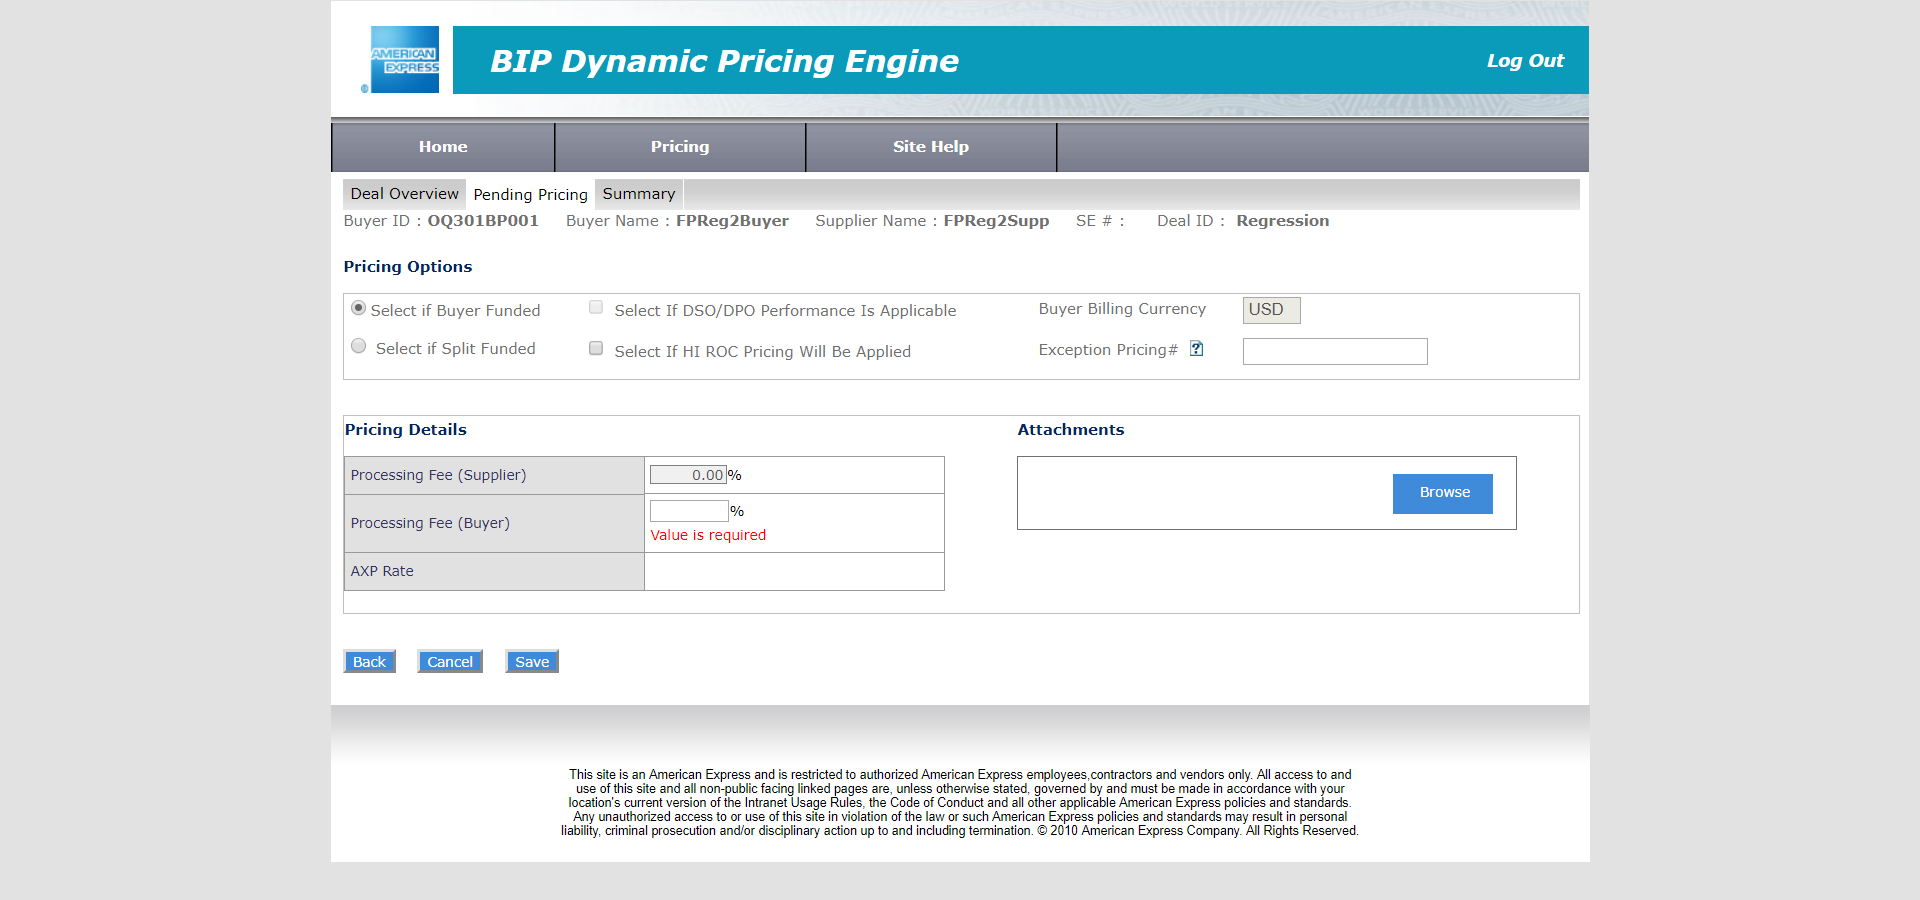 AMERICAN
EXPRESS
®
BIP Dynamic Pricing Engine
Log Out
Home
Pricing
Site Help
Deal Overview
Pending Pricing
Summary
Buyer ID : OQ301BP001 Buyer Name : FPReg2Buyer Supplier Name : FPReg2Supp SE # : Deal ID : Regression
Pricing Options
Select if Buyer Funded
Select If DSO/DPO Performance Is Applicable
Buyer Billing Currency
USD
Select if Split Funded
Select If HI ROC Pricing Will Be Applied
Exception Pricing# ?
Pricing Details
Attachments
Processing Fee (Supplier)
0.00 %
Browse
Processing Fee (Buyer)
%
Value is required
AXP Rate
Back
Cancel
Save
This site is an American Express and is restricted to authorized American Express employees,contractors and vendors only. All access to and
use of this site and all non-public facing linked pages are, unless otherwise stated, governed by and must be made in accordance with your
location's current version of the Intranet Usage Rules, the Code of Conduct and all other applicable American Express policies and standards.
Any unauthorized access to or use of this site in violation of the law or such American Express policies and standards may result in personal
liability, criminal prosecution and/or disciplinary action up to and including termination. © 2010 American Express Company. All Rights Reserved.